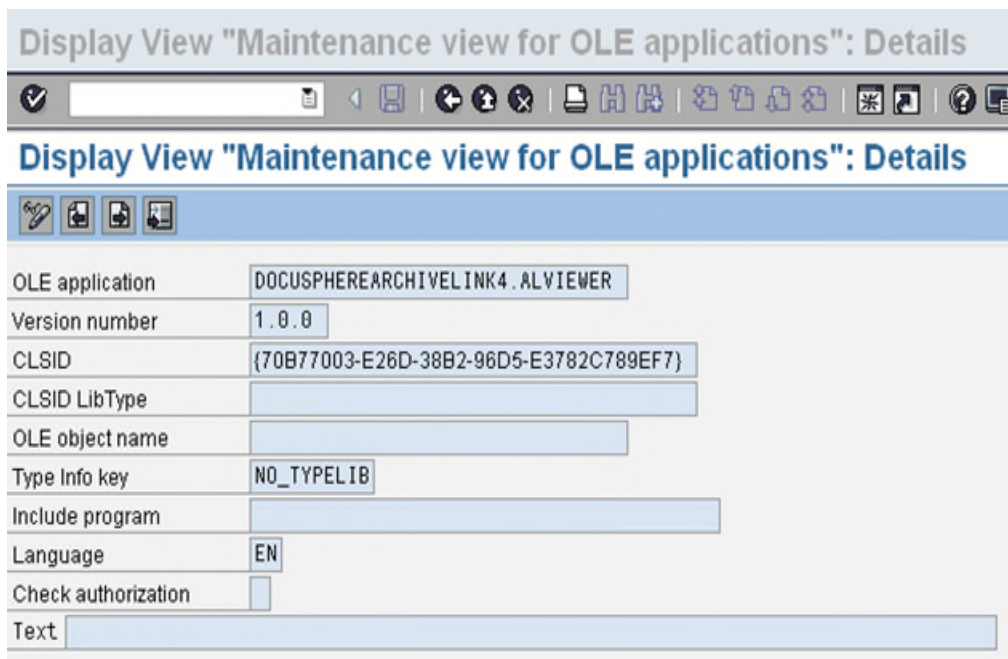 Display View "Maintenance view for OLE applications": Details
Display View "Maintenance view for OLE applications": Details
OLE application DOCUSPHEREARCHIVELINK4.ALVIEWER
Version number 1.0.0
CLSID {70B77003-E26D-38B2-96D5-E3782C789EF7}
CLSID LibType
OLE object name
Type Info key NO_TYPELIB
Include program
Language EN
Check authorization
Text